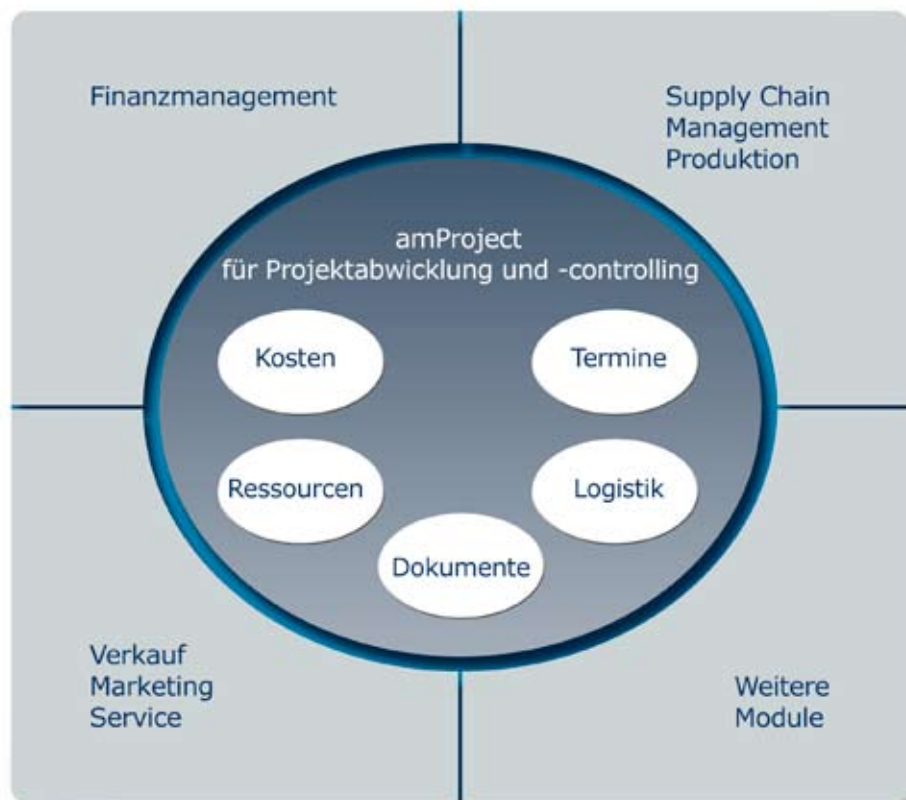 Finanzmanagement
Supply Chain
Management
Produktion
amProject
für Projektabwicklung und -controlling
Kosten
Termine
Ressourcen
Logistik
Dokumente
Verkauf
Marketing
Service
Weitere
Module